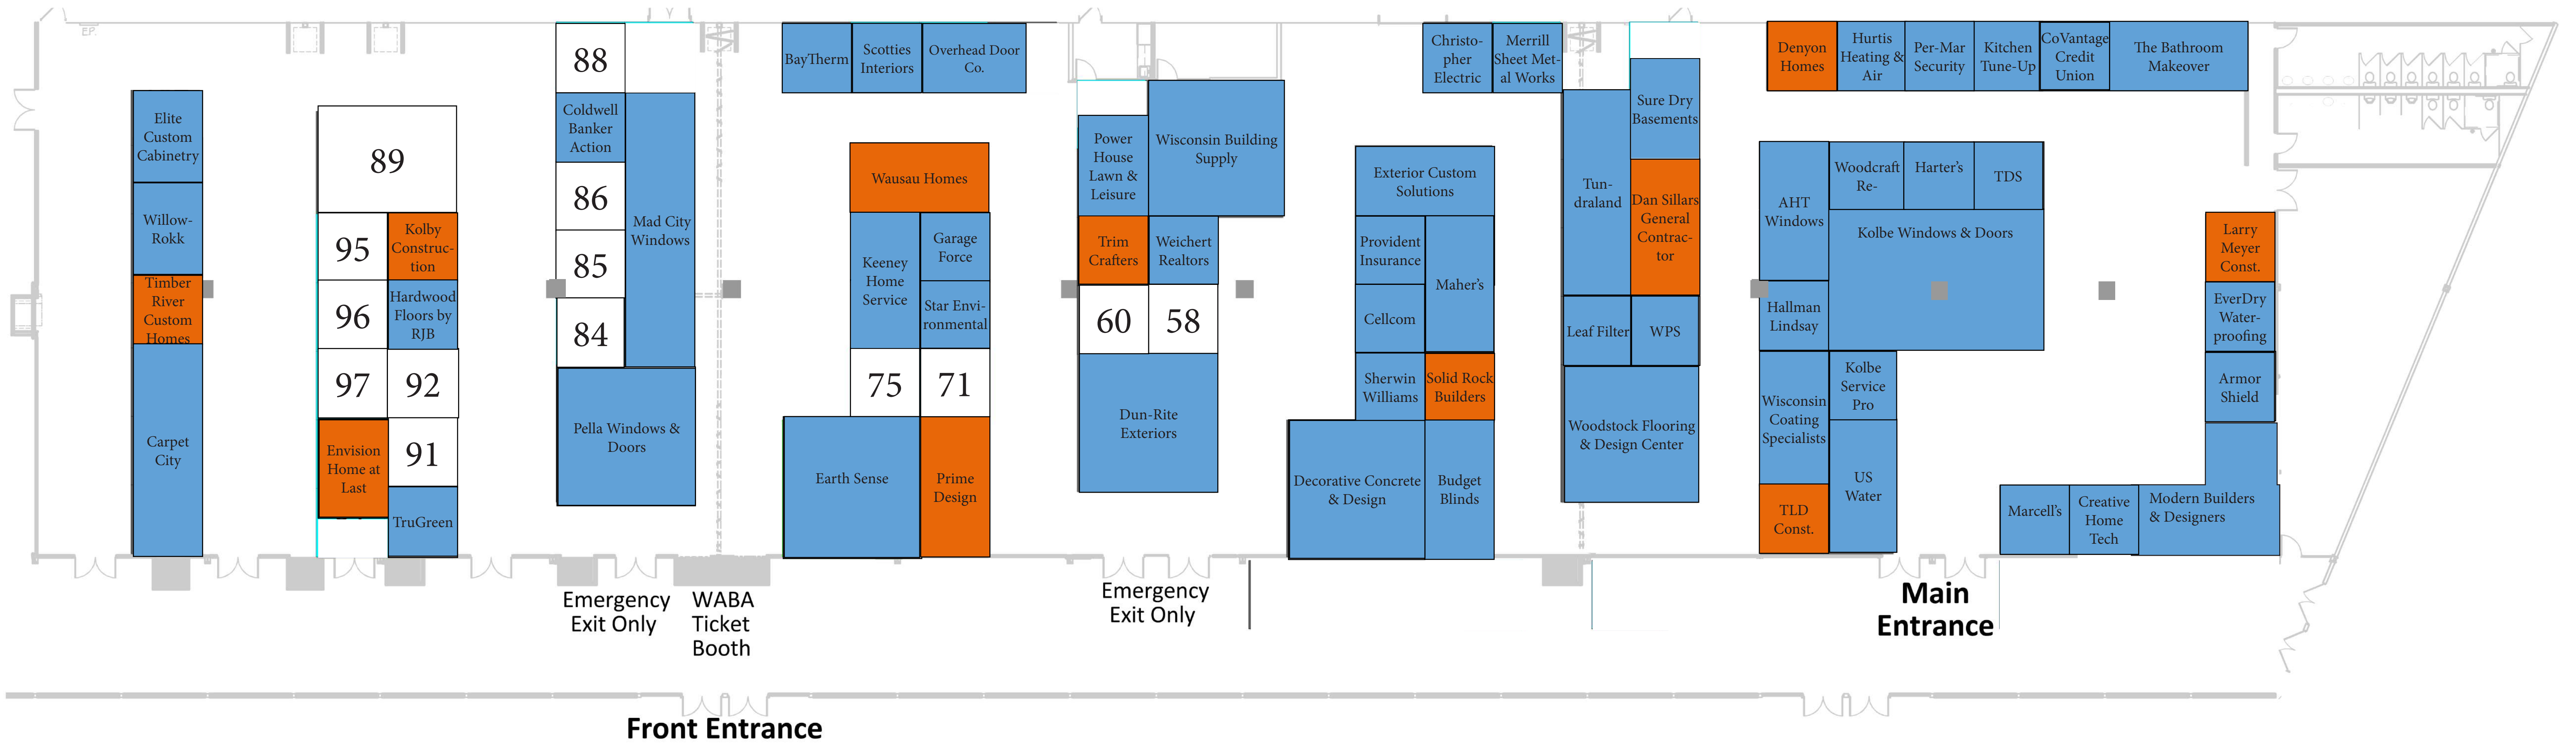 EP.
Elite
Custom
Cabinetry
Willow-
Rokk
Timber
River
Custom
Homes
Carpet
City
89
95
Kolby
Construc-
tion
96
Hardwood
Floors by
RJB
97
92
Envision
Home at
Last
91
TruGreen
88
Coldwell
Banker
Action
86
85
84
Mad City
Windows
Pella Windows &
Doors
BayTherm
Scotties
Interiors
Overhead Door
Co.
Wausau Homes
Keeney
Home
Service
Garage
Force
Star Envi-
ronmental
75
71
Earth Sense
Prime
Design
Power
House
Lawn &
Leisure
Wisconsin Building
Supply
Trim
Crafters
Weichert
Realtors
60
58
Dun-Rite
Exteriors
Christo-
pher
Electric
Merrill
Sheet Met-
al Works
Exterior Custom
Solutions
Provident
Insurance
Maher's
Cellcom
Sherwin
Williams
Solid Rock
Builders
Decorative Concrete
& Design
Budget
Blinds
Tun-
draland
Sure Dry
Basements
Dan Sillars
General
Contrac-
tor
Leaf Filter
WPS
Woodstock Flooring
& Design Center
Denyon
Homes
Hurtis
Heating &
Air
Per-Mar
Security
Kitchen
Tune-Up
CoVantage
Credit
Union
The Bathroom
Makeover
AHT
Windows
Woodcraft
Re-
Harter's
TDS
Kolbe Windows & Doors
Hallman
Lindsay
Wisconsin
Coating
Specialists
Kolbe
Service
Pro
US
Water
TLD
Const.
Larry
Meyer
Const.
EverDry
Water-
proofing
Armor
Shield
Marcell's
Creative
Home
Tech
Modern Builders
& Designers
Emergency
Exit Only
WABA
Ticket
Booth
Emergency
Exit Only
Main
Entrance
Front Entrance